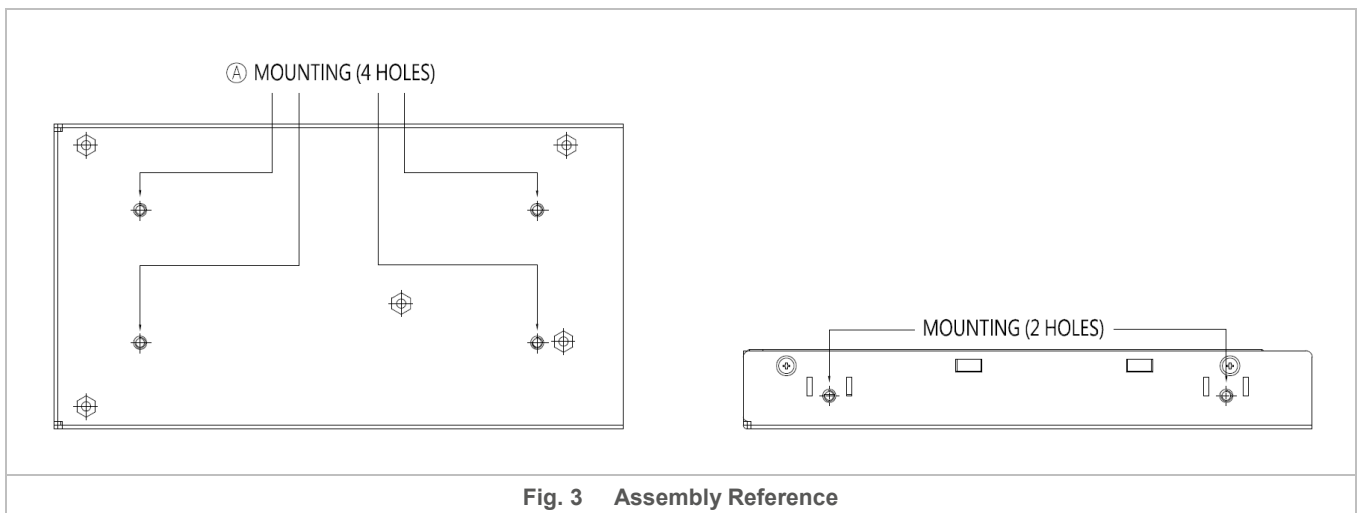 Ⓐ MOUNTING (4 HOLES)
MOUNTING (2 HOLES)
Fig. 3 Assembly Reference